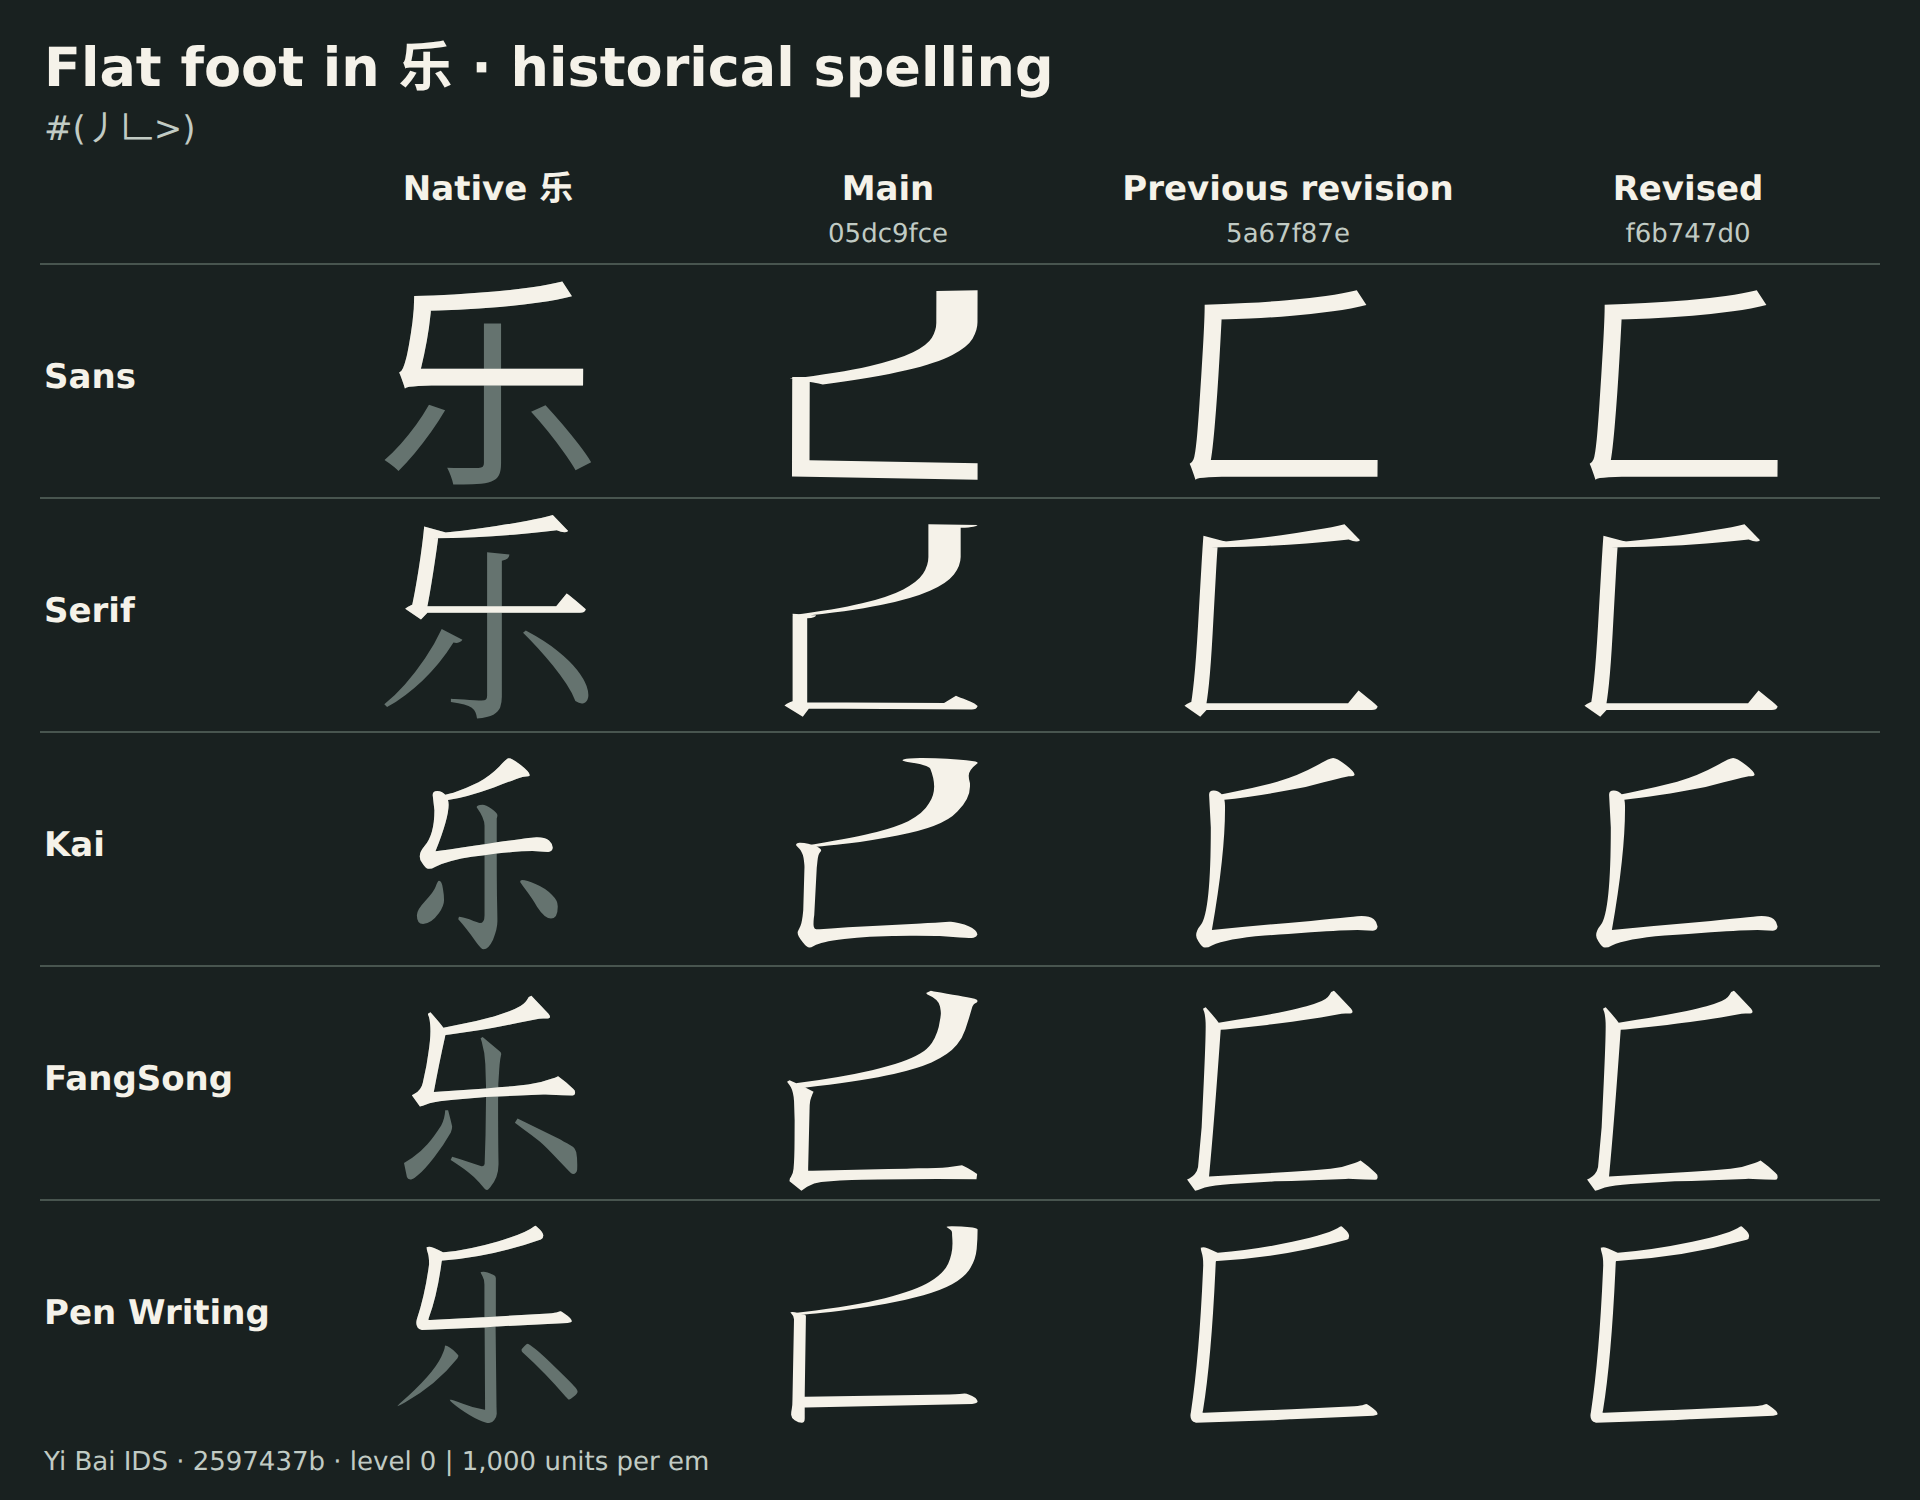 Flat foot in 乐 · historical spelling
#(丿𠃊>)
Native 乐
Main
Previous revision
Revised
05dc9fce
5a67f87e
f6b747d0
Sans
乐
Serif
乐
Kai
乐
FangSong
乐
Pen Writing
乐
Yi Bai IDS · 2597437b · level 0 | 1,000 units per em